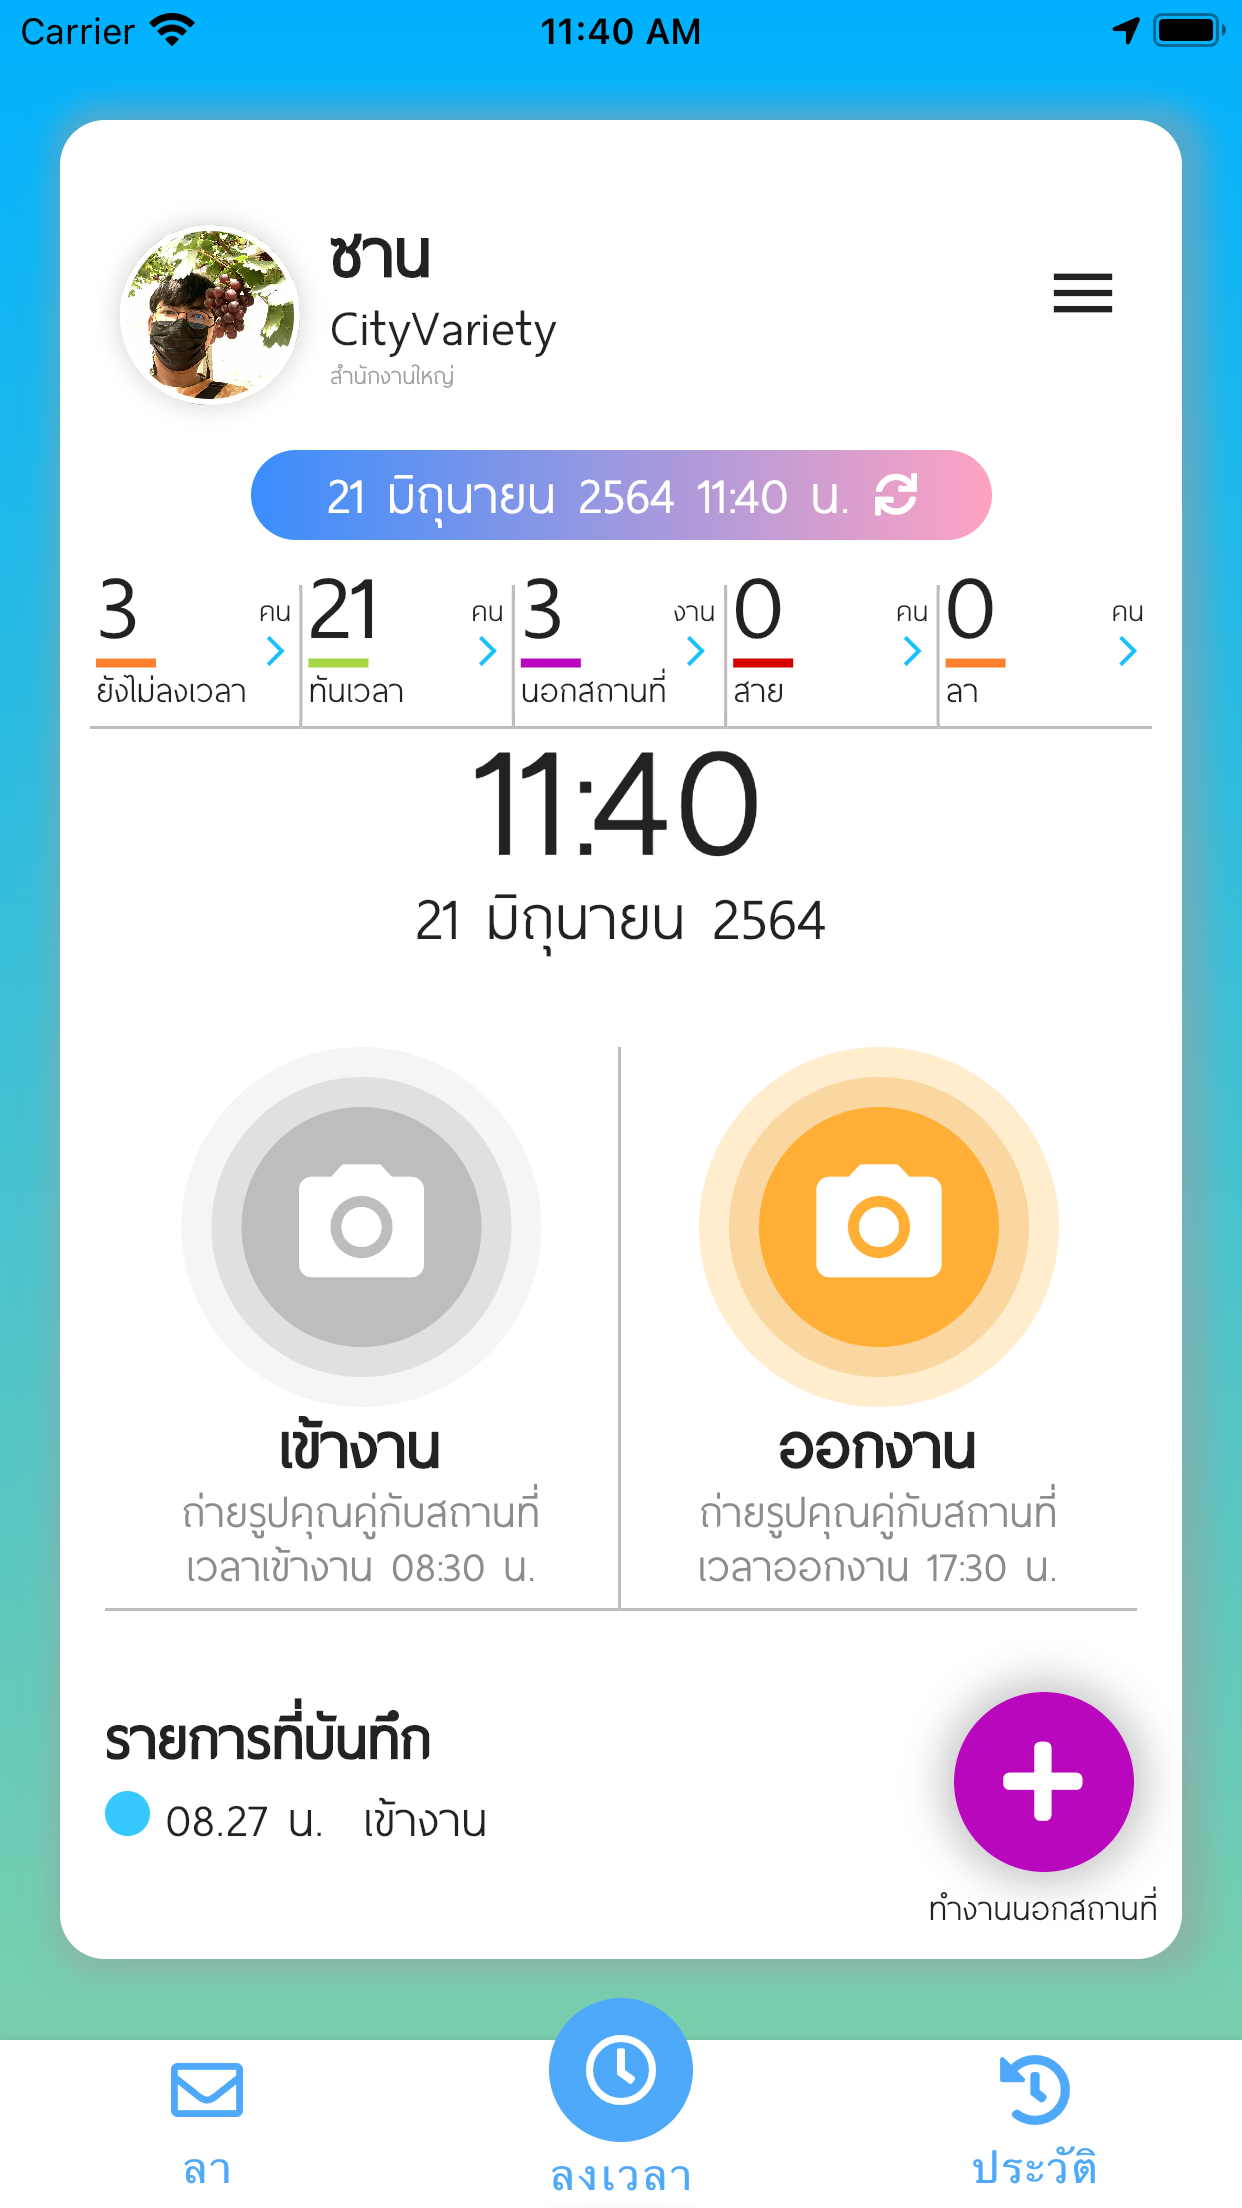 Carrier 11:40 AM
ซาน
CityVariety
สำนักงานใหญ่
21 มิถุนายน 2564 11:40 น.
3 คน 21 คน 3 งาน 0 คน 0 คน
ยังไม่ลงเวลา ทันเวลา นอกสถานที่ สาย ลา
11:40
21 มิถุนายน 2564
เข้างาน ออกงาน
ถ่ายรูปคุณคู่กับสถานที่ ถ่ายรูปคุณคู่กับสถานที่
เวลาเข้างาน 08:30 น. เวลาออกงาน 17:30 น.
รายการที่บันทึก
08.27 น. เข้างาน
ทำงานนอกสถานที่
ลา ลงเวลา ประวัติ